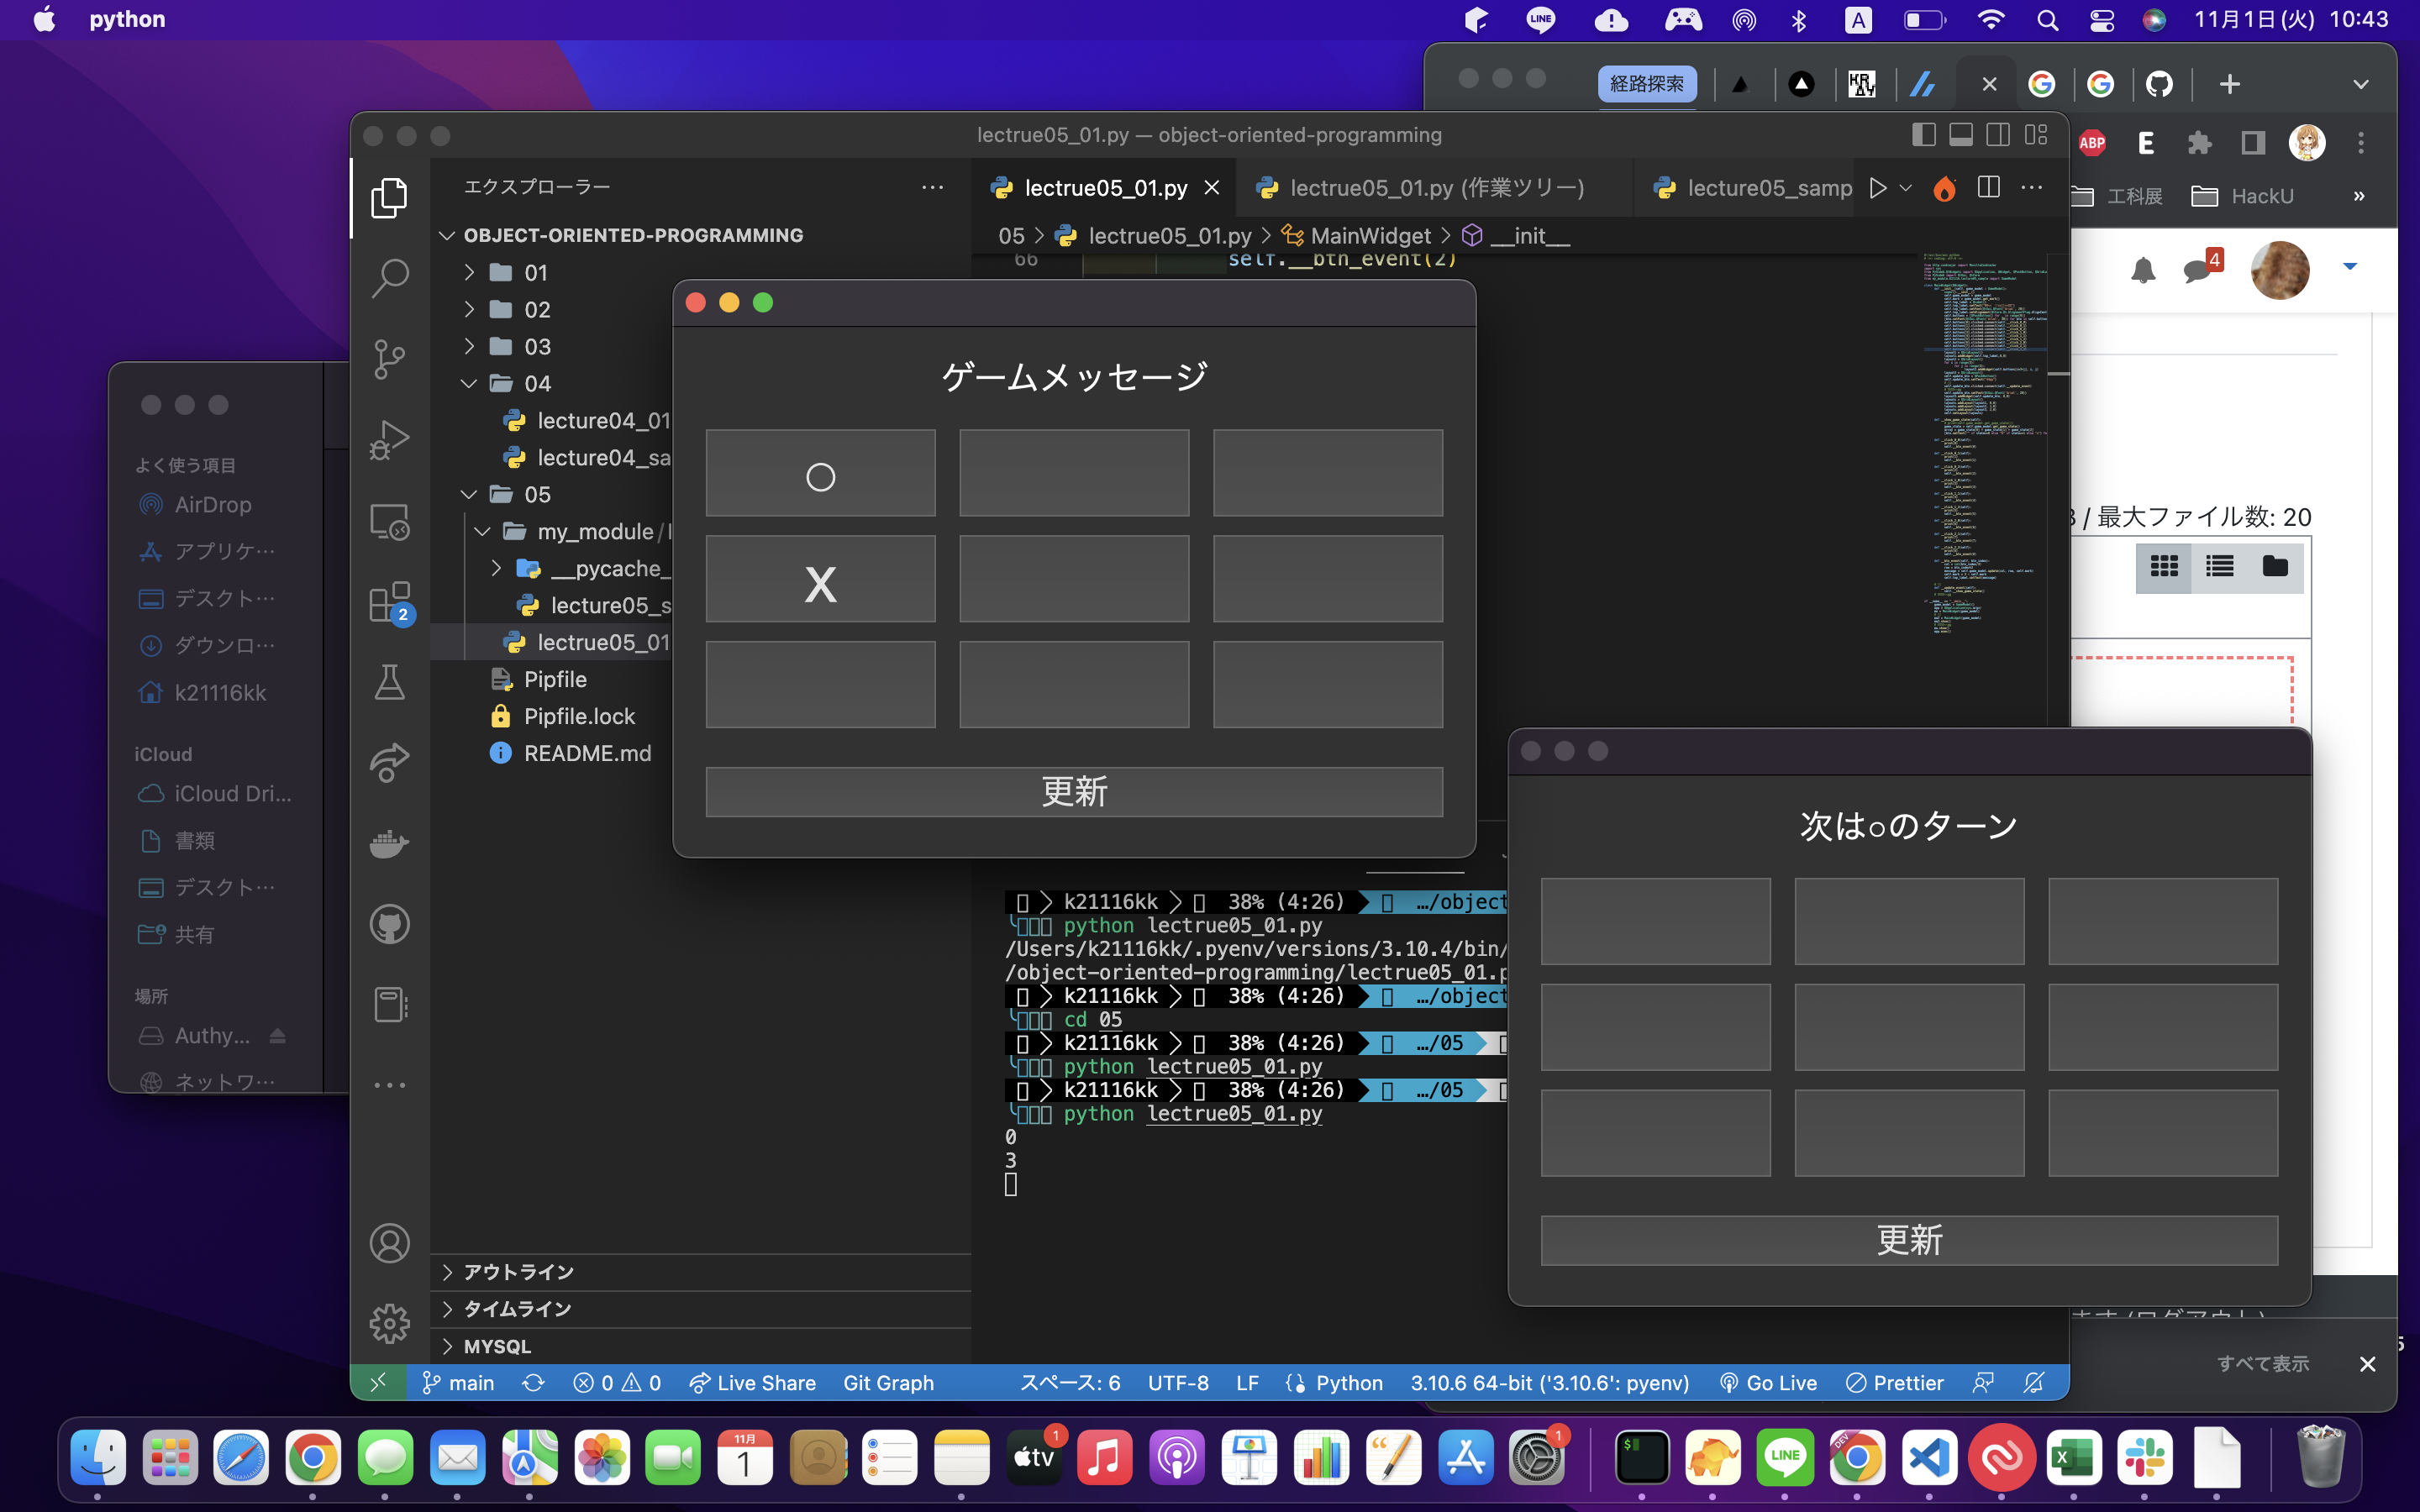 python
LINE
A
11月1日(火) 10:43
経路探索
KR
AY
ABP
E
工科展
HackU
»
4
/ 最大ファイル数: 20
すべて表示
よく使う項目
AirDrop
アプリケ…
デスクト…
ダウンロ…
k21116kk
iCloud
iCloud Dri...
書類
デスクト…
共有
場所
Authy...
ネットワ…
lectrue05_01.py — object-oriented-programming
エクスプローラー
lectrue05_01.py
lectrue05_01.py (作業ツリー)
lecture05_samp
05 > lectrue05_01.py > MainWidget > __init__
66 self.__btn_event(2)
OBJECT-ORIENTED-PROGRAMMING
01
02
03
04
lecture04_01
lecture04_sa
05
my_module/l
__pycache_
lecture05_s
lectrue05_01
Pipfile
Pipfile.lock
README.md
2
アウトライン
タイムライン
MYSQL
ゲームメッセージ
○
X
更新
次は○のターン
更新
k21116kk 38% (4:26) …/object
python lectrue05_01.py
/Users/k21116kk/.pyenv/versions/3.10.4/bin/
/object-oriented-programming/lectrue05_01.p
k21116kk 38% (4:26) …/object
cd 05
k21116kk 38% (4:26) …/05
python lectrue05_01.py
k21116kk 38% (4:26) …/05
python lectrue05_01.py
0
3
main
0 0
Live Share
Git Graph
スペース: 6
UTF-8
LF
Python
3.10.6 64-bit ('3.10.6': pyenv)
Go Live
Prettier
11月
1
tv
1
1
LINE
DEV
X